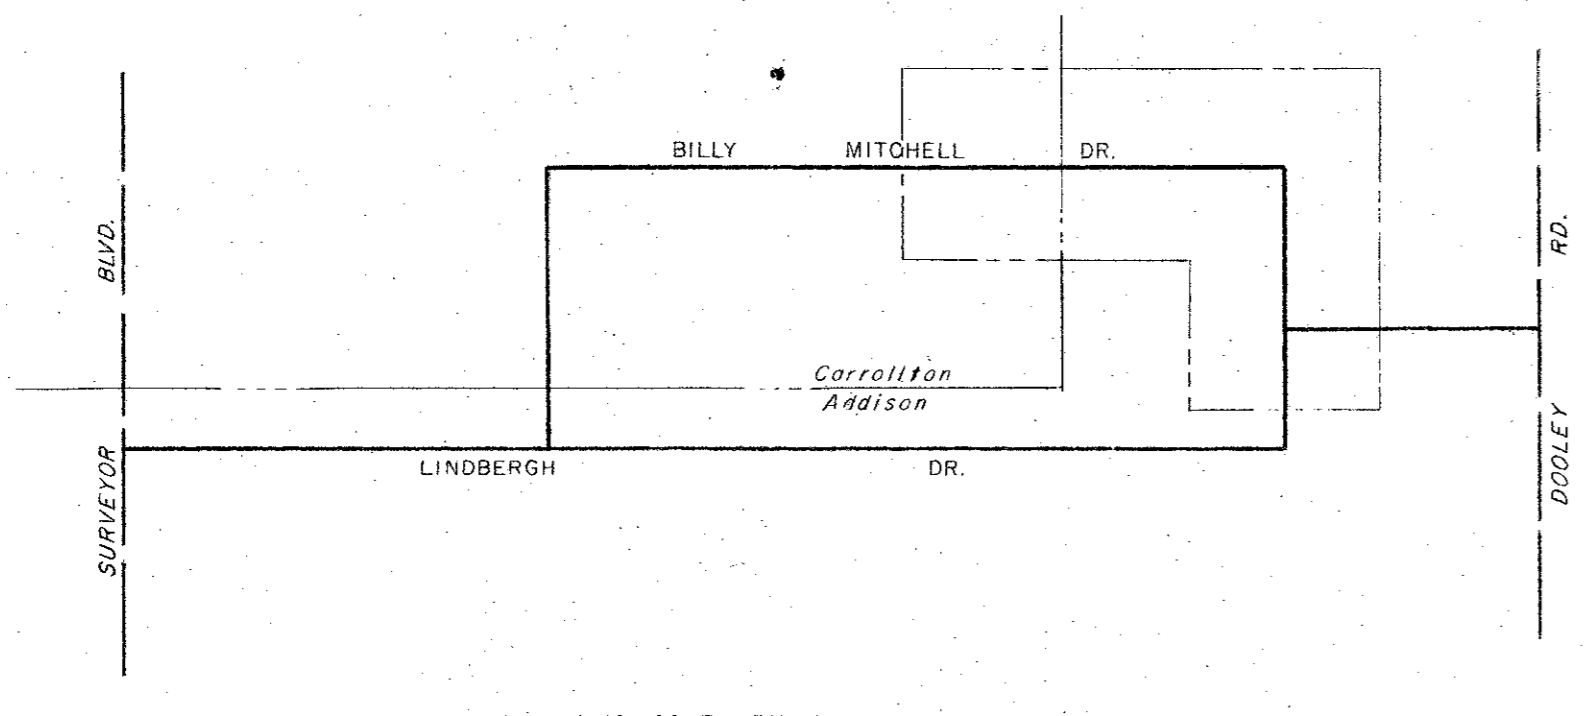 BILLY MITCHELL DR.
BLVD.
RD.
Carrollton
Addison
LINDBERGH DR.
SURVEYOR
DOOLEY